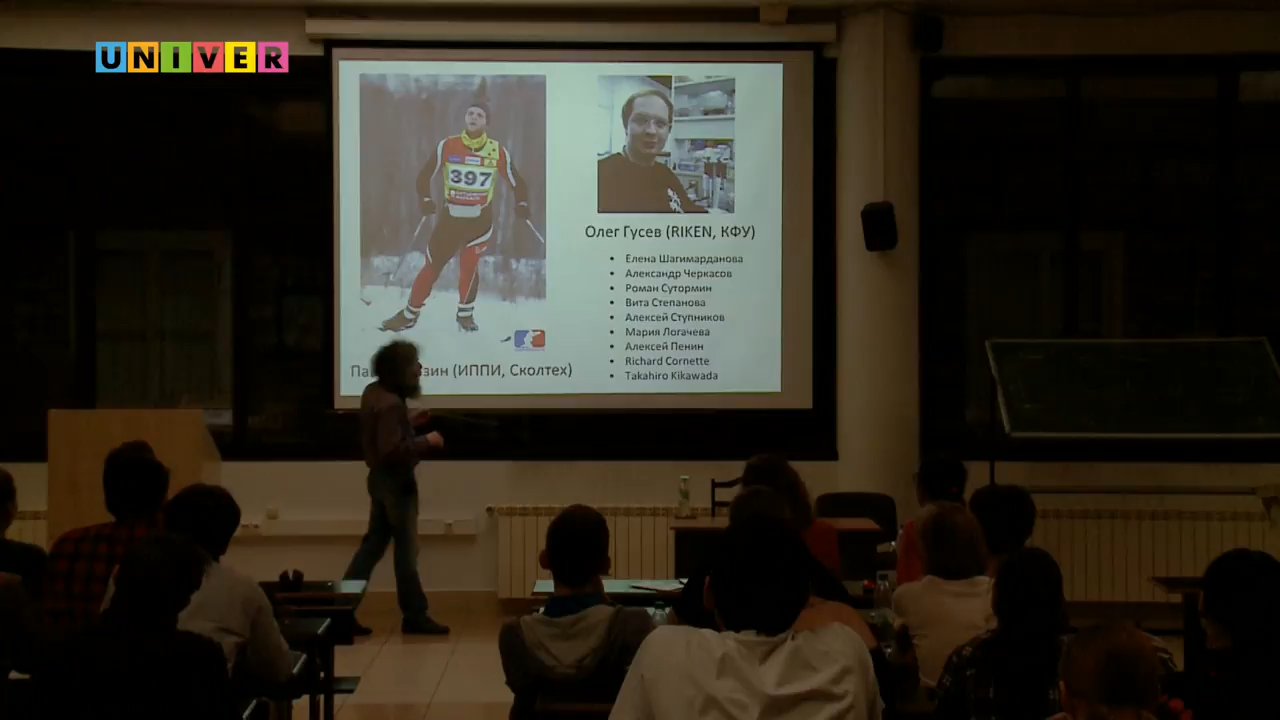 UNIVER
397
Олег Гусев (RIKEN, КФУ)
• Елена Шагимарданова
• Александр Черкасов
• Роман Сутормин
• Вита Степанова
• Алексей Ступников
• Мария Логачева
• Алексей Пенин
• Richard Cornette
• Takahiro Kikawada
(ИППИ, Сколтех)